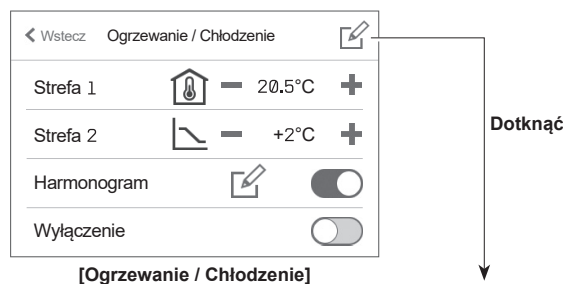 Wstecz Ogrzewanie / Chłodzenie
Strefa 1 20.5°C
Strefa 2 +2°C
Dotknąć
Harmonogram
Wyłączenie
[Ogrzewanie / Chłodzenie]